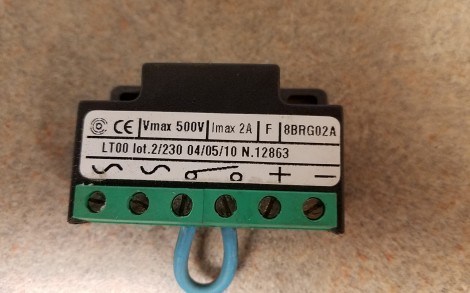 CE Vmax 500V Imax 2A F 8BRG02A
LT00 lot.2/230 04/05/10 N.12863
+ −